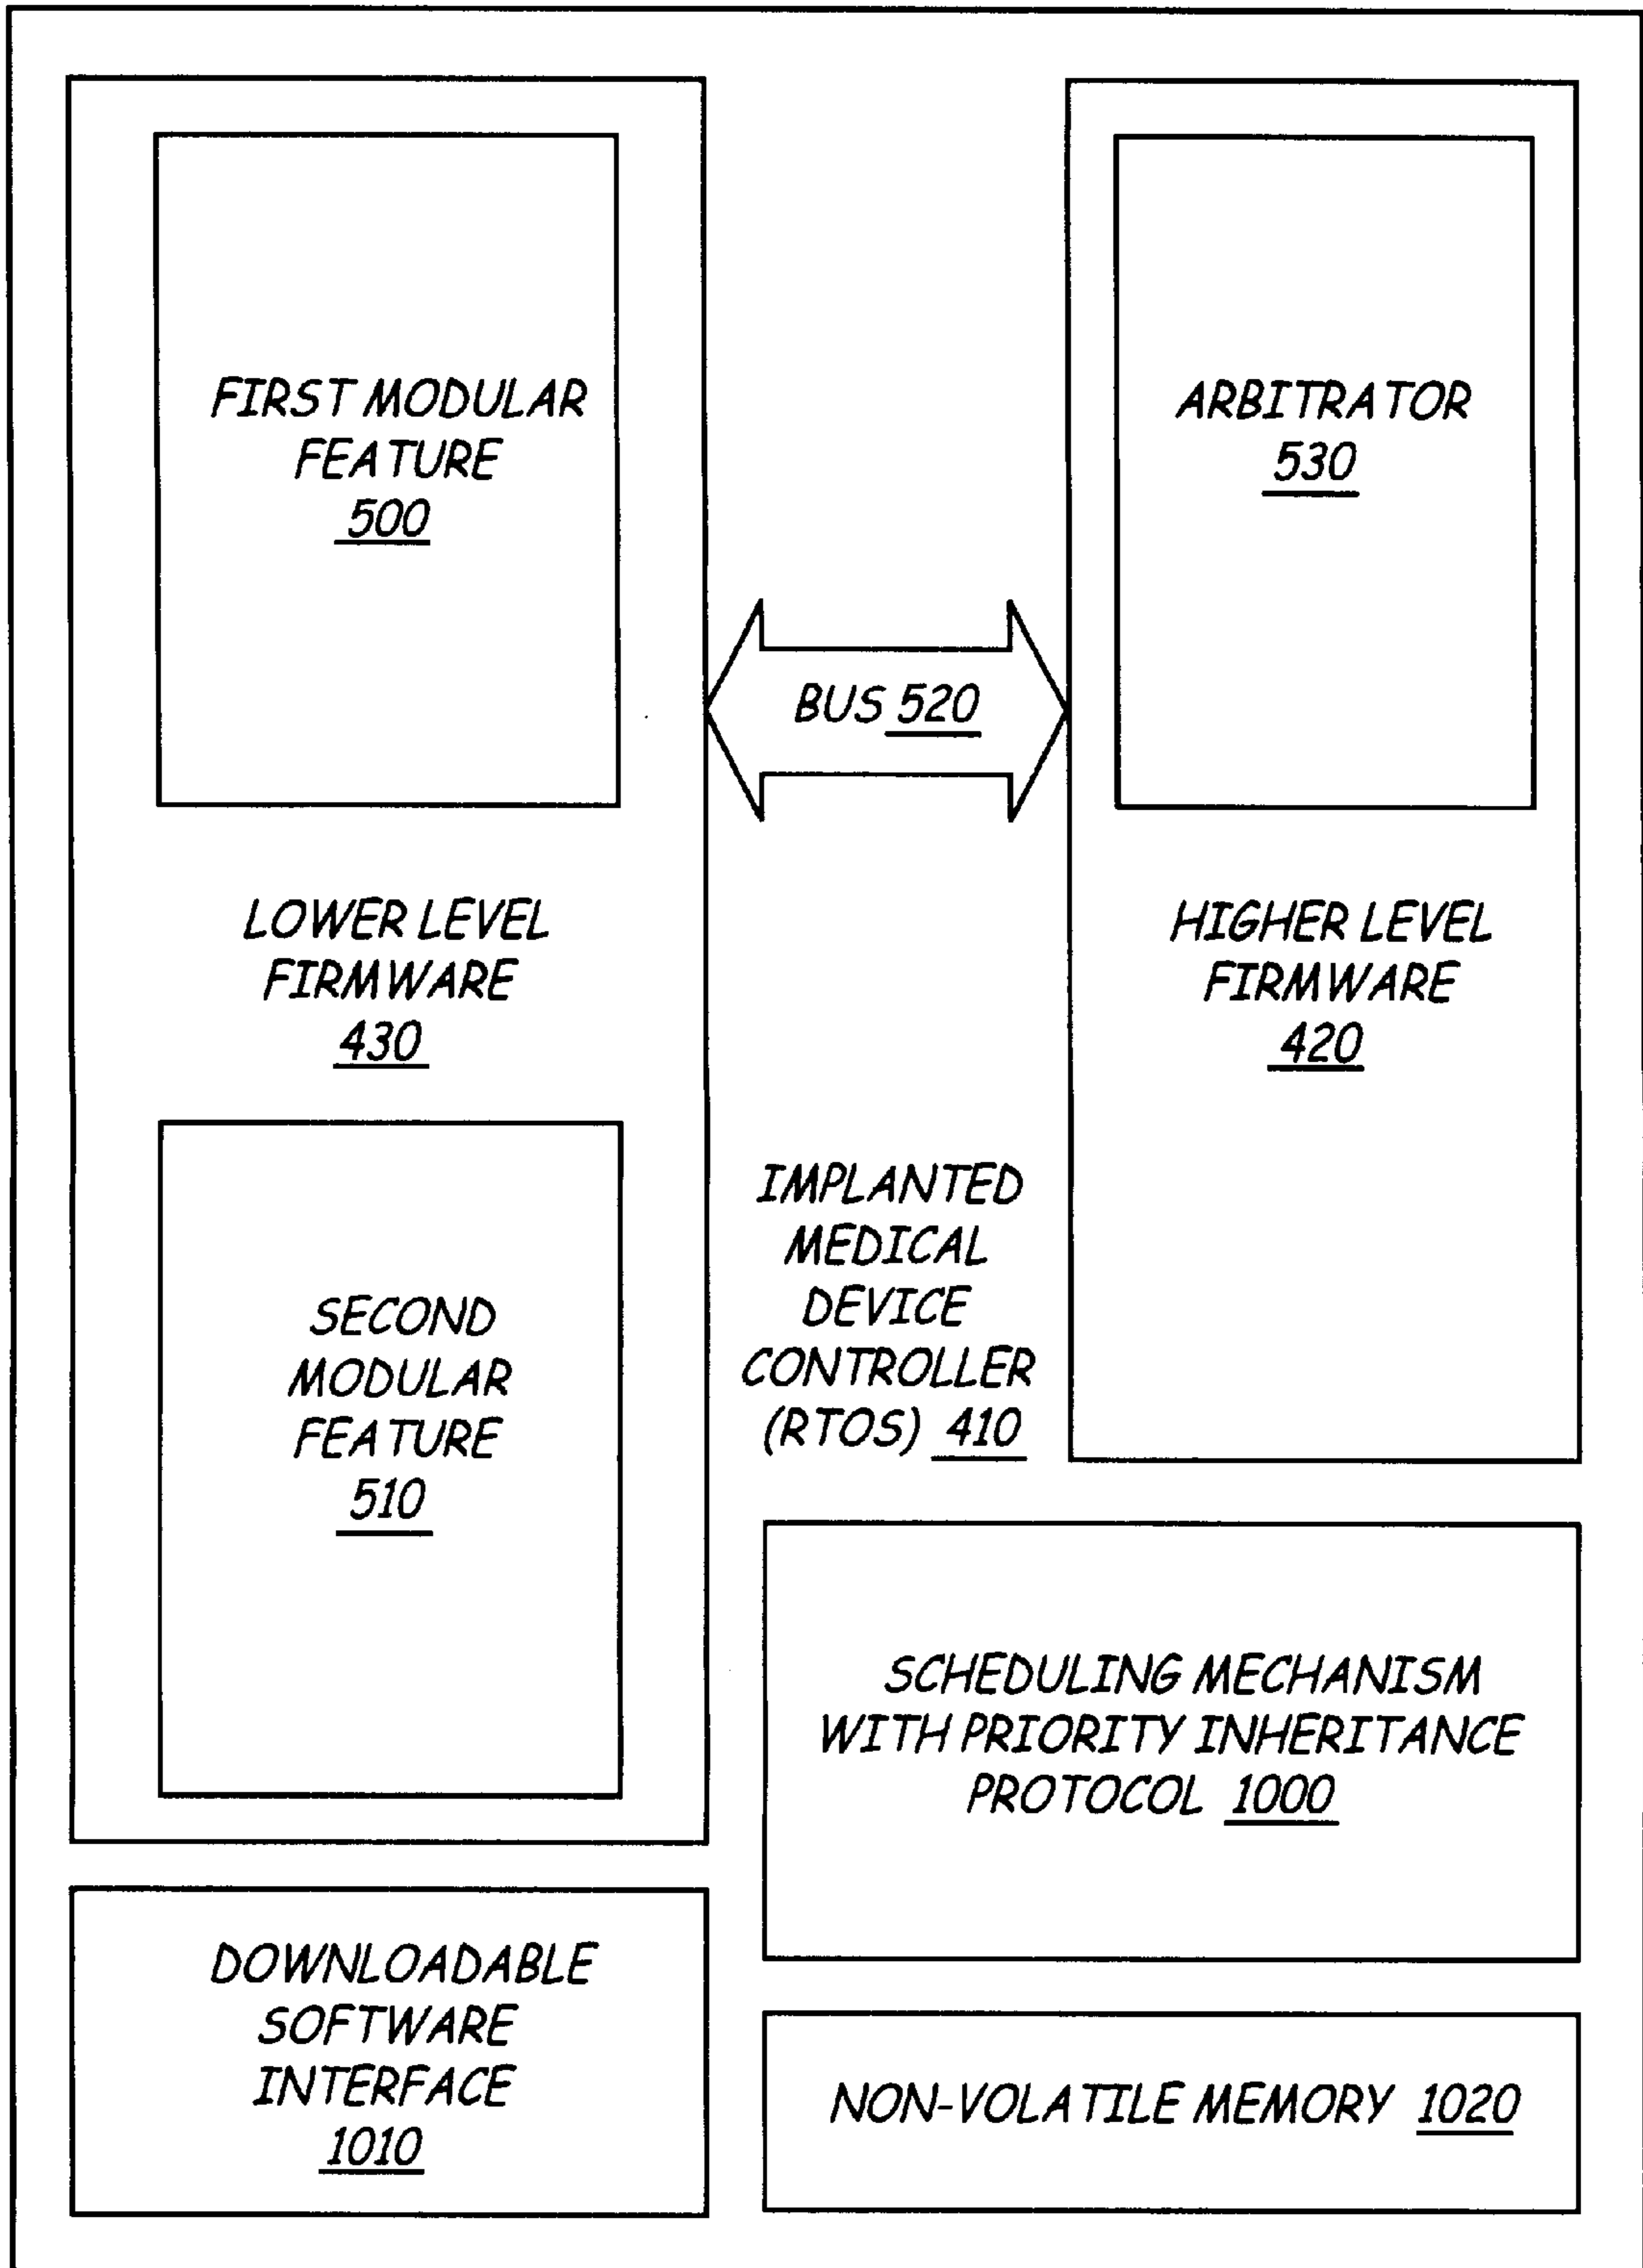 FIRST MODULAR
FEATURE
500
ARBITRATOR
530
BUS 520
LOWER LEVEL
FIRMWARE
430
HIGHER LEVEL
FIRMWARE
420
IMPLANTED
MEDICAL
DEVICE
CONTROLLER
(RTOS) 410
SECOND
MODULAR
FEATURE
510
SCHEDULING MECHANISM
WITH PRIORITY INHERITANCE
PROTOCOL 1000
DOWNLOADABLE
SOFTWARE
INTERFACE
1010
NON-VOLATILE MEMORY 1020